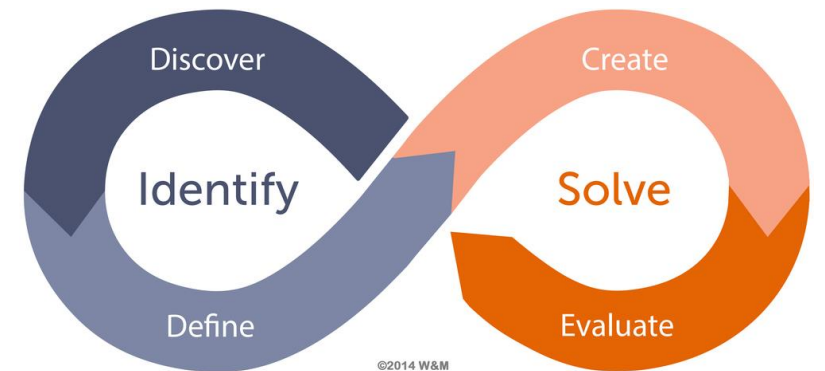 Discover
Create
Identify
Solve
Define
Evaluate
©2014 W&M